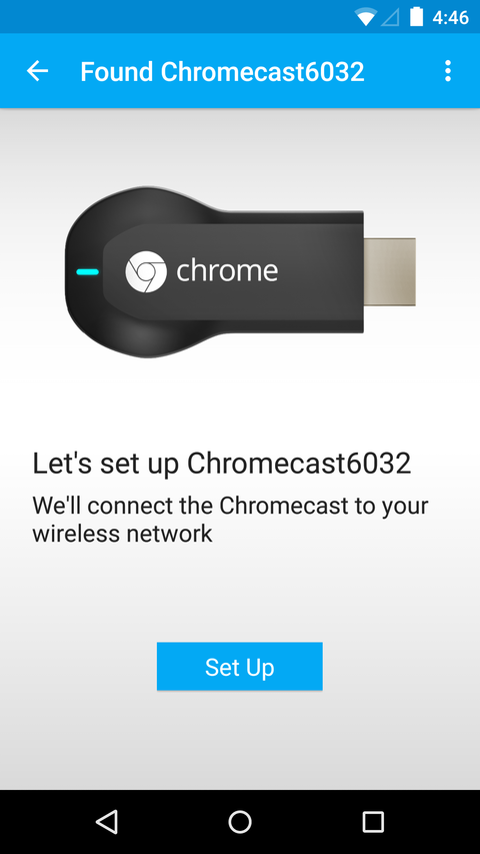 4:46
Found Chromecast6032
chrome
Let's set up Chromecast6032
We'll connect the Chromecast to your
wireless network
Set Up